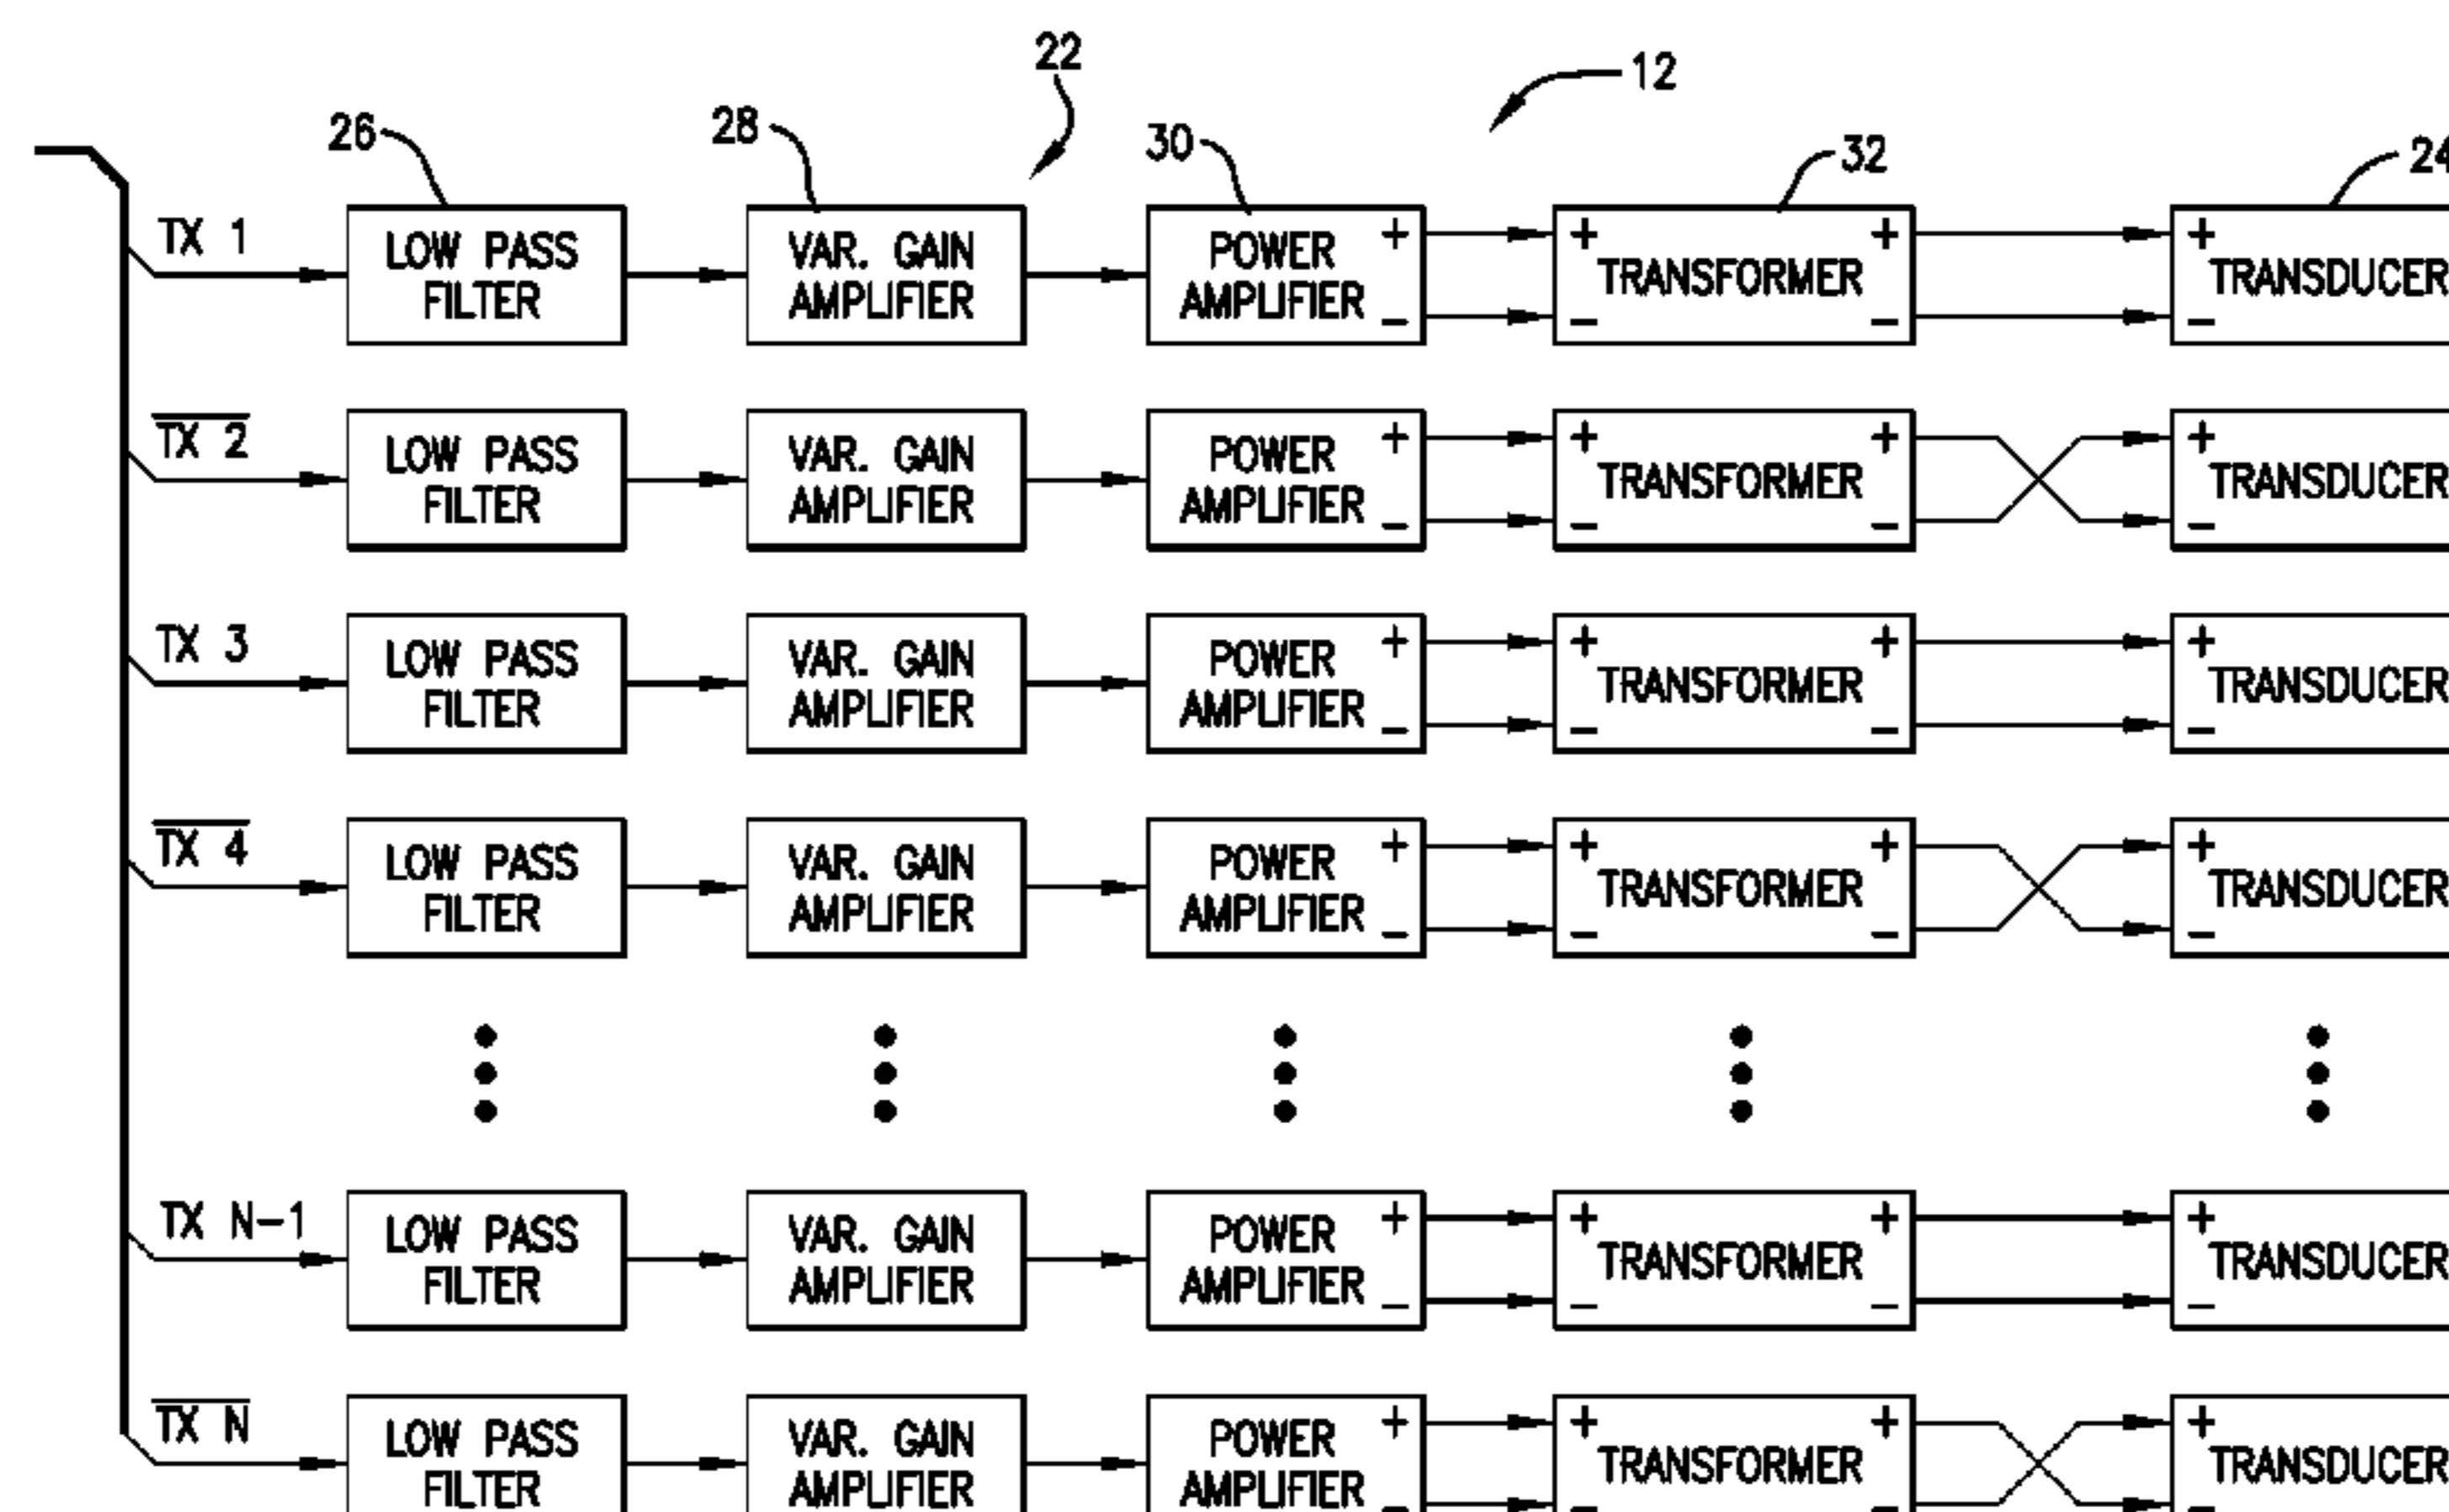 22
12
26
28
30
32
24
TX 1
LOW PASS
FILTER
VAR. GAIN
AMPLIFIER
POWER
AMPLIFIER
+
-
+
-
TRANSFORMER
+
-
+
-
TRANSDUCER
TX 2
LOW PASS
FILTER
VAR. GAIN
AMPLIFIER
POWER
AMPLIFIER
+
-
+
-
TRANSFORMER
+
-
+
-
TRANSDUCER
TX 3
LOW PASS
FILTER
VAR. GAIN
AMPLIFIER
POWER
AMPLIFIER
+
-
+
-
TRANSFORMER
+
-
+
-
TRANSDUCER
TX 4
LOW PASS
FILTER
VAR. GAIN
AMPLIFIER
POWER
AMPLIFIER
+
-
+
-
TRANSFORMER
+
-
+
-
TRANSDUCER
TX N-1
LOW PASS
FILTER
VAR. GAIN
AMPLIFIER
POWER
AMPLIFIER
+
-
+
-
TRANSFORMER
+
-
+
-
TRANSDUCER
TX N
LOW PASS
FILTER
VAR. GAIN
AMPLIFIER
POWER
AMPLIFIER
+
-
+
-
TRANSFORMER
+
-
+
-
TRANSDUCER